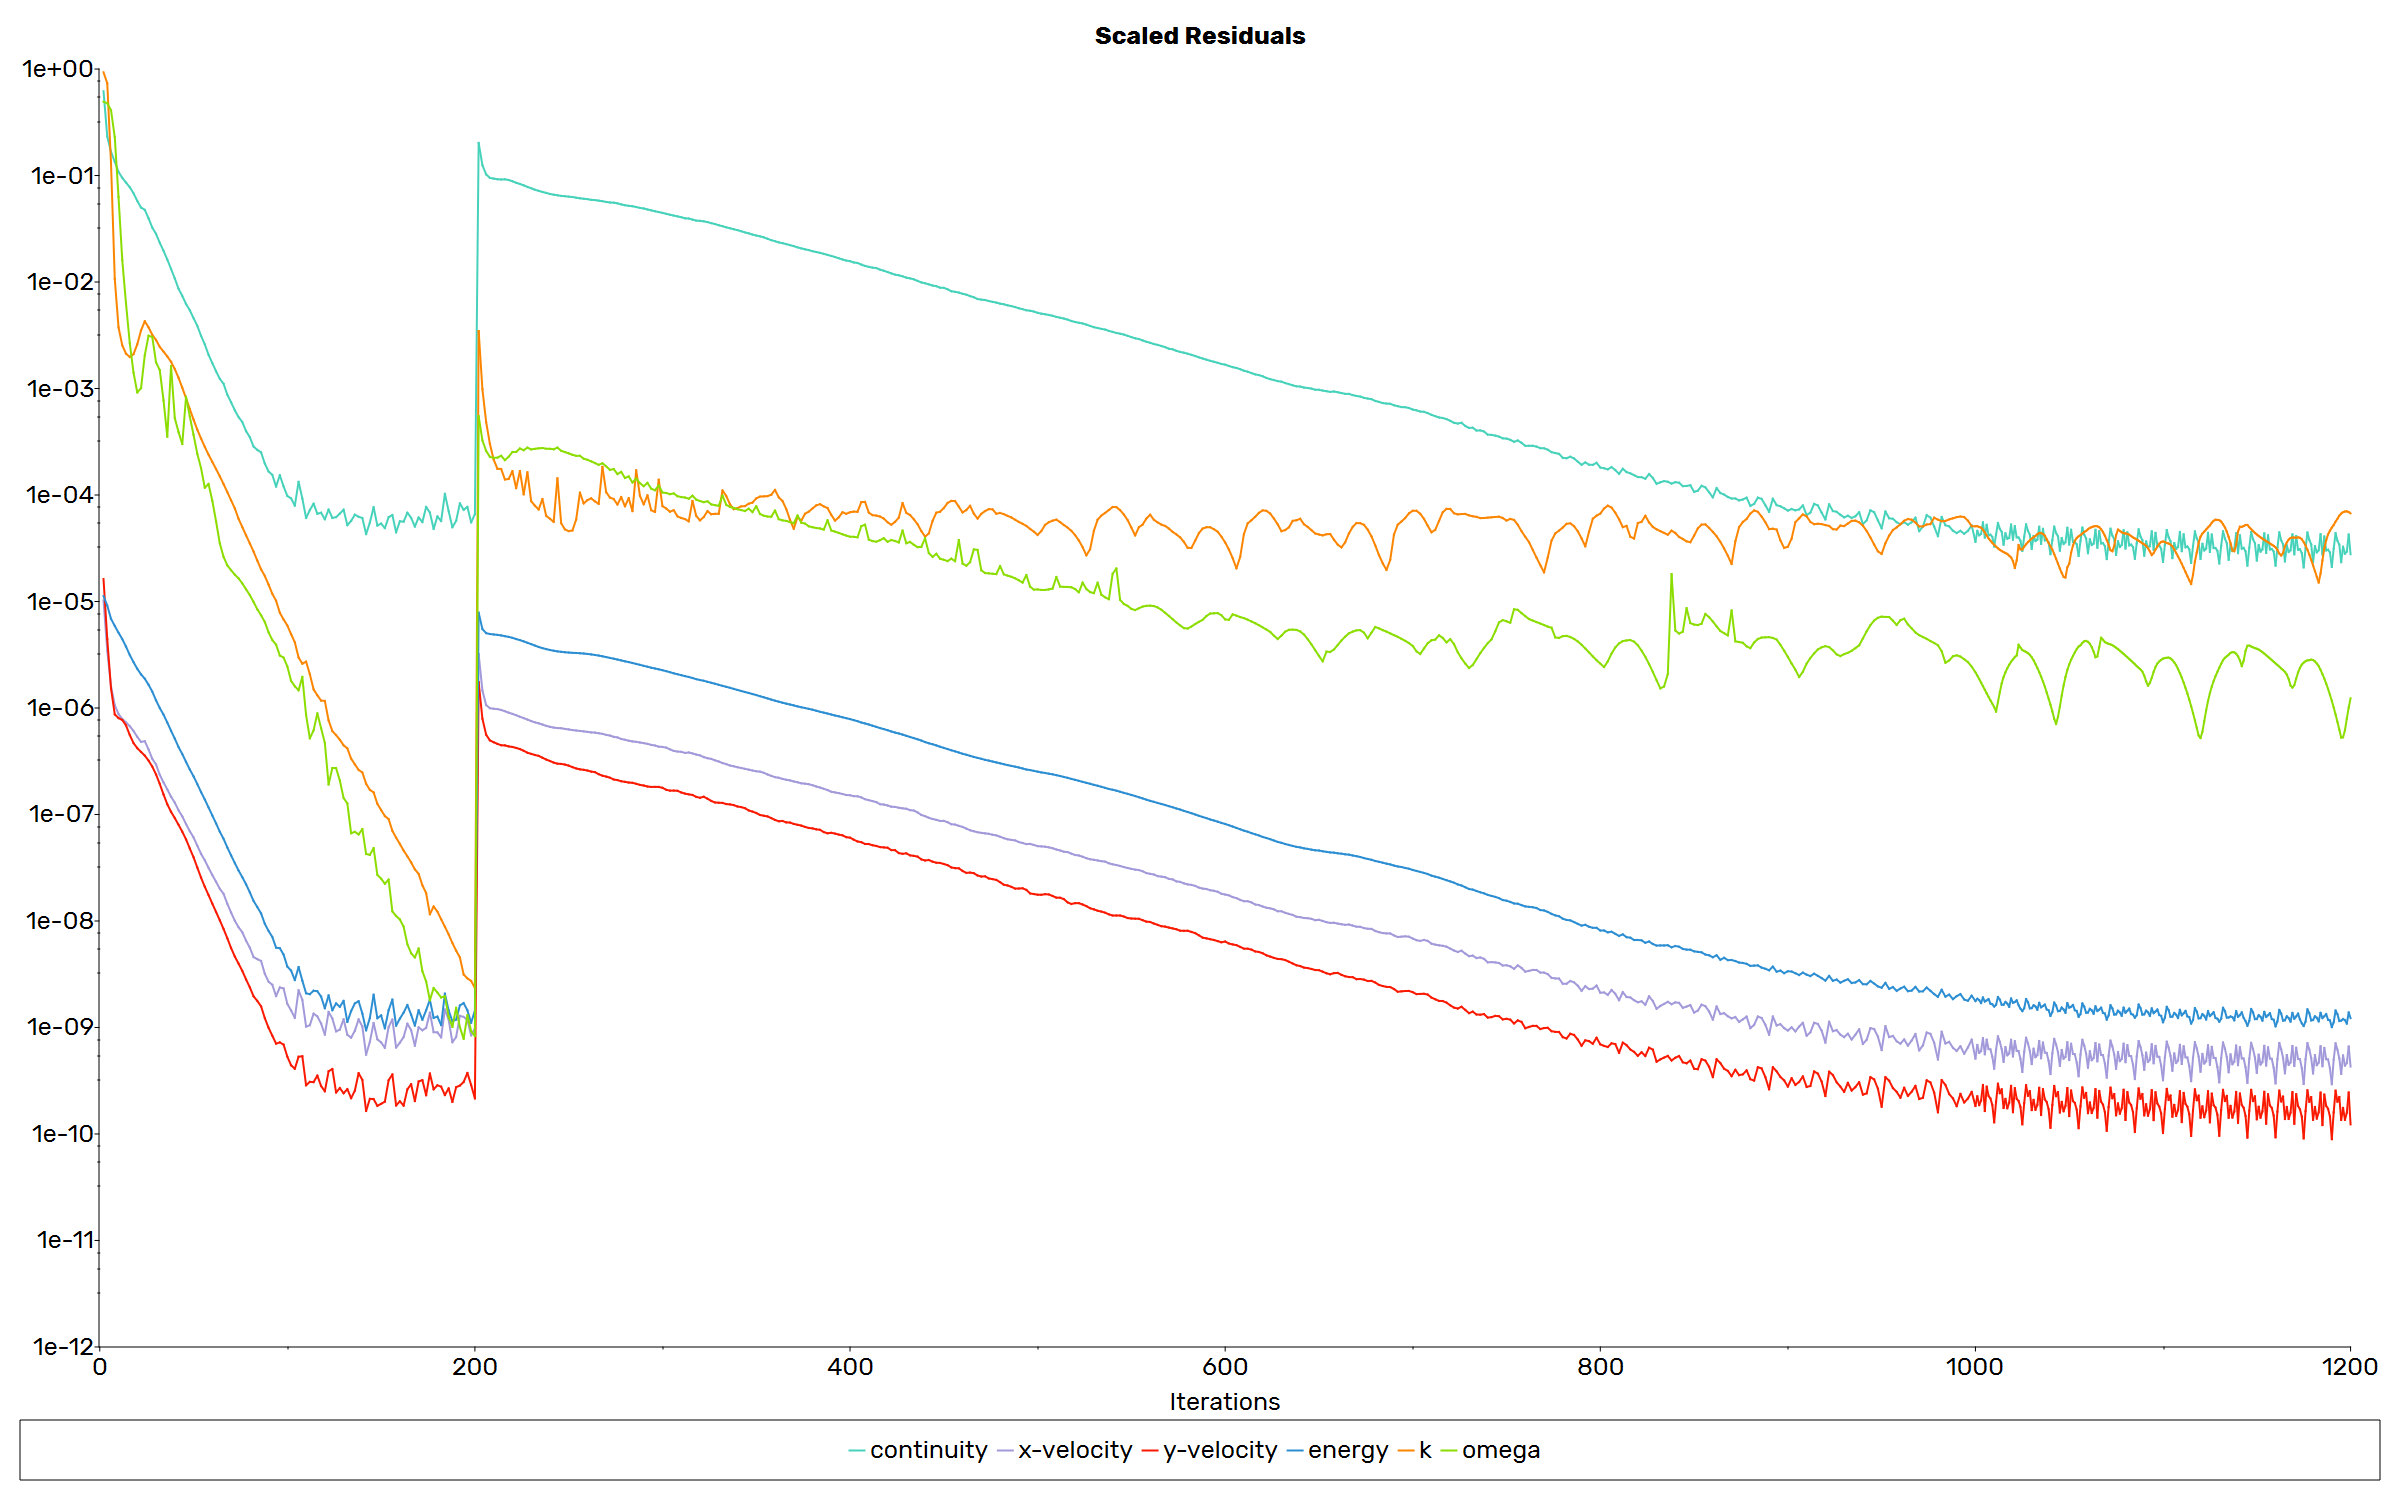 Scaled Residuals
1e+00
1e-01
1e-02
1e-03
1e-04
1e-05
1e-06
1e-07
1e-08
1e-09
1e-10
1e-11
1e-12
0 200 400 600 800 1000 1200
Iterations
continuity x-velocity y-velocity energy k omega